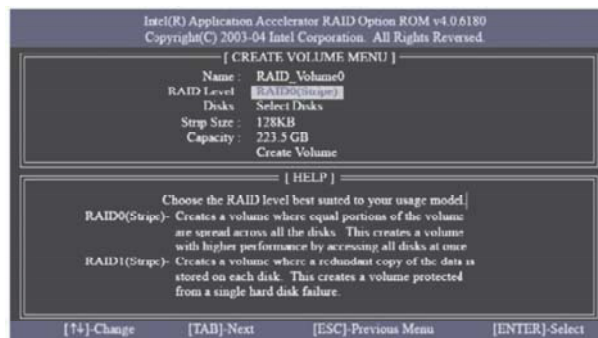 Intel(R) Application Accelerator RAID Option ROM v4.0.6180
Copyright(C) 2003-04 Intel Corporation. All Rights Reversed.
[ CREATE VOLUME MENU ]
Name : RAID_Volume0
RAID Level RAID0(Stripe)
Disks Select Disks
Strip Size : 128KB
Capacity : 223.5 GB
Create Volume
[ HELP ]
Choose the RAID level best suited to your usage model.
RAID0(Stripe)- Creates a volume where equal portions of the volume
are spread across all the disks. This creates a volume
with higher performance by accessing all disks at once
RAID1(Stripe)- Creates a volume where a redundant copy of the data is
stored on each disk. This creates a volume protected
from a single hard disk failure.
[↑↓]-Change [TAB]-Next [ESC]-Previous Menu [ENTER]-Select